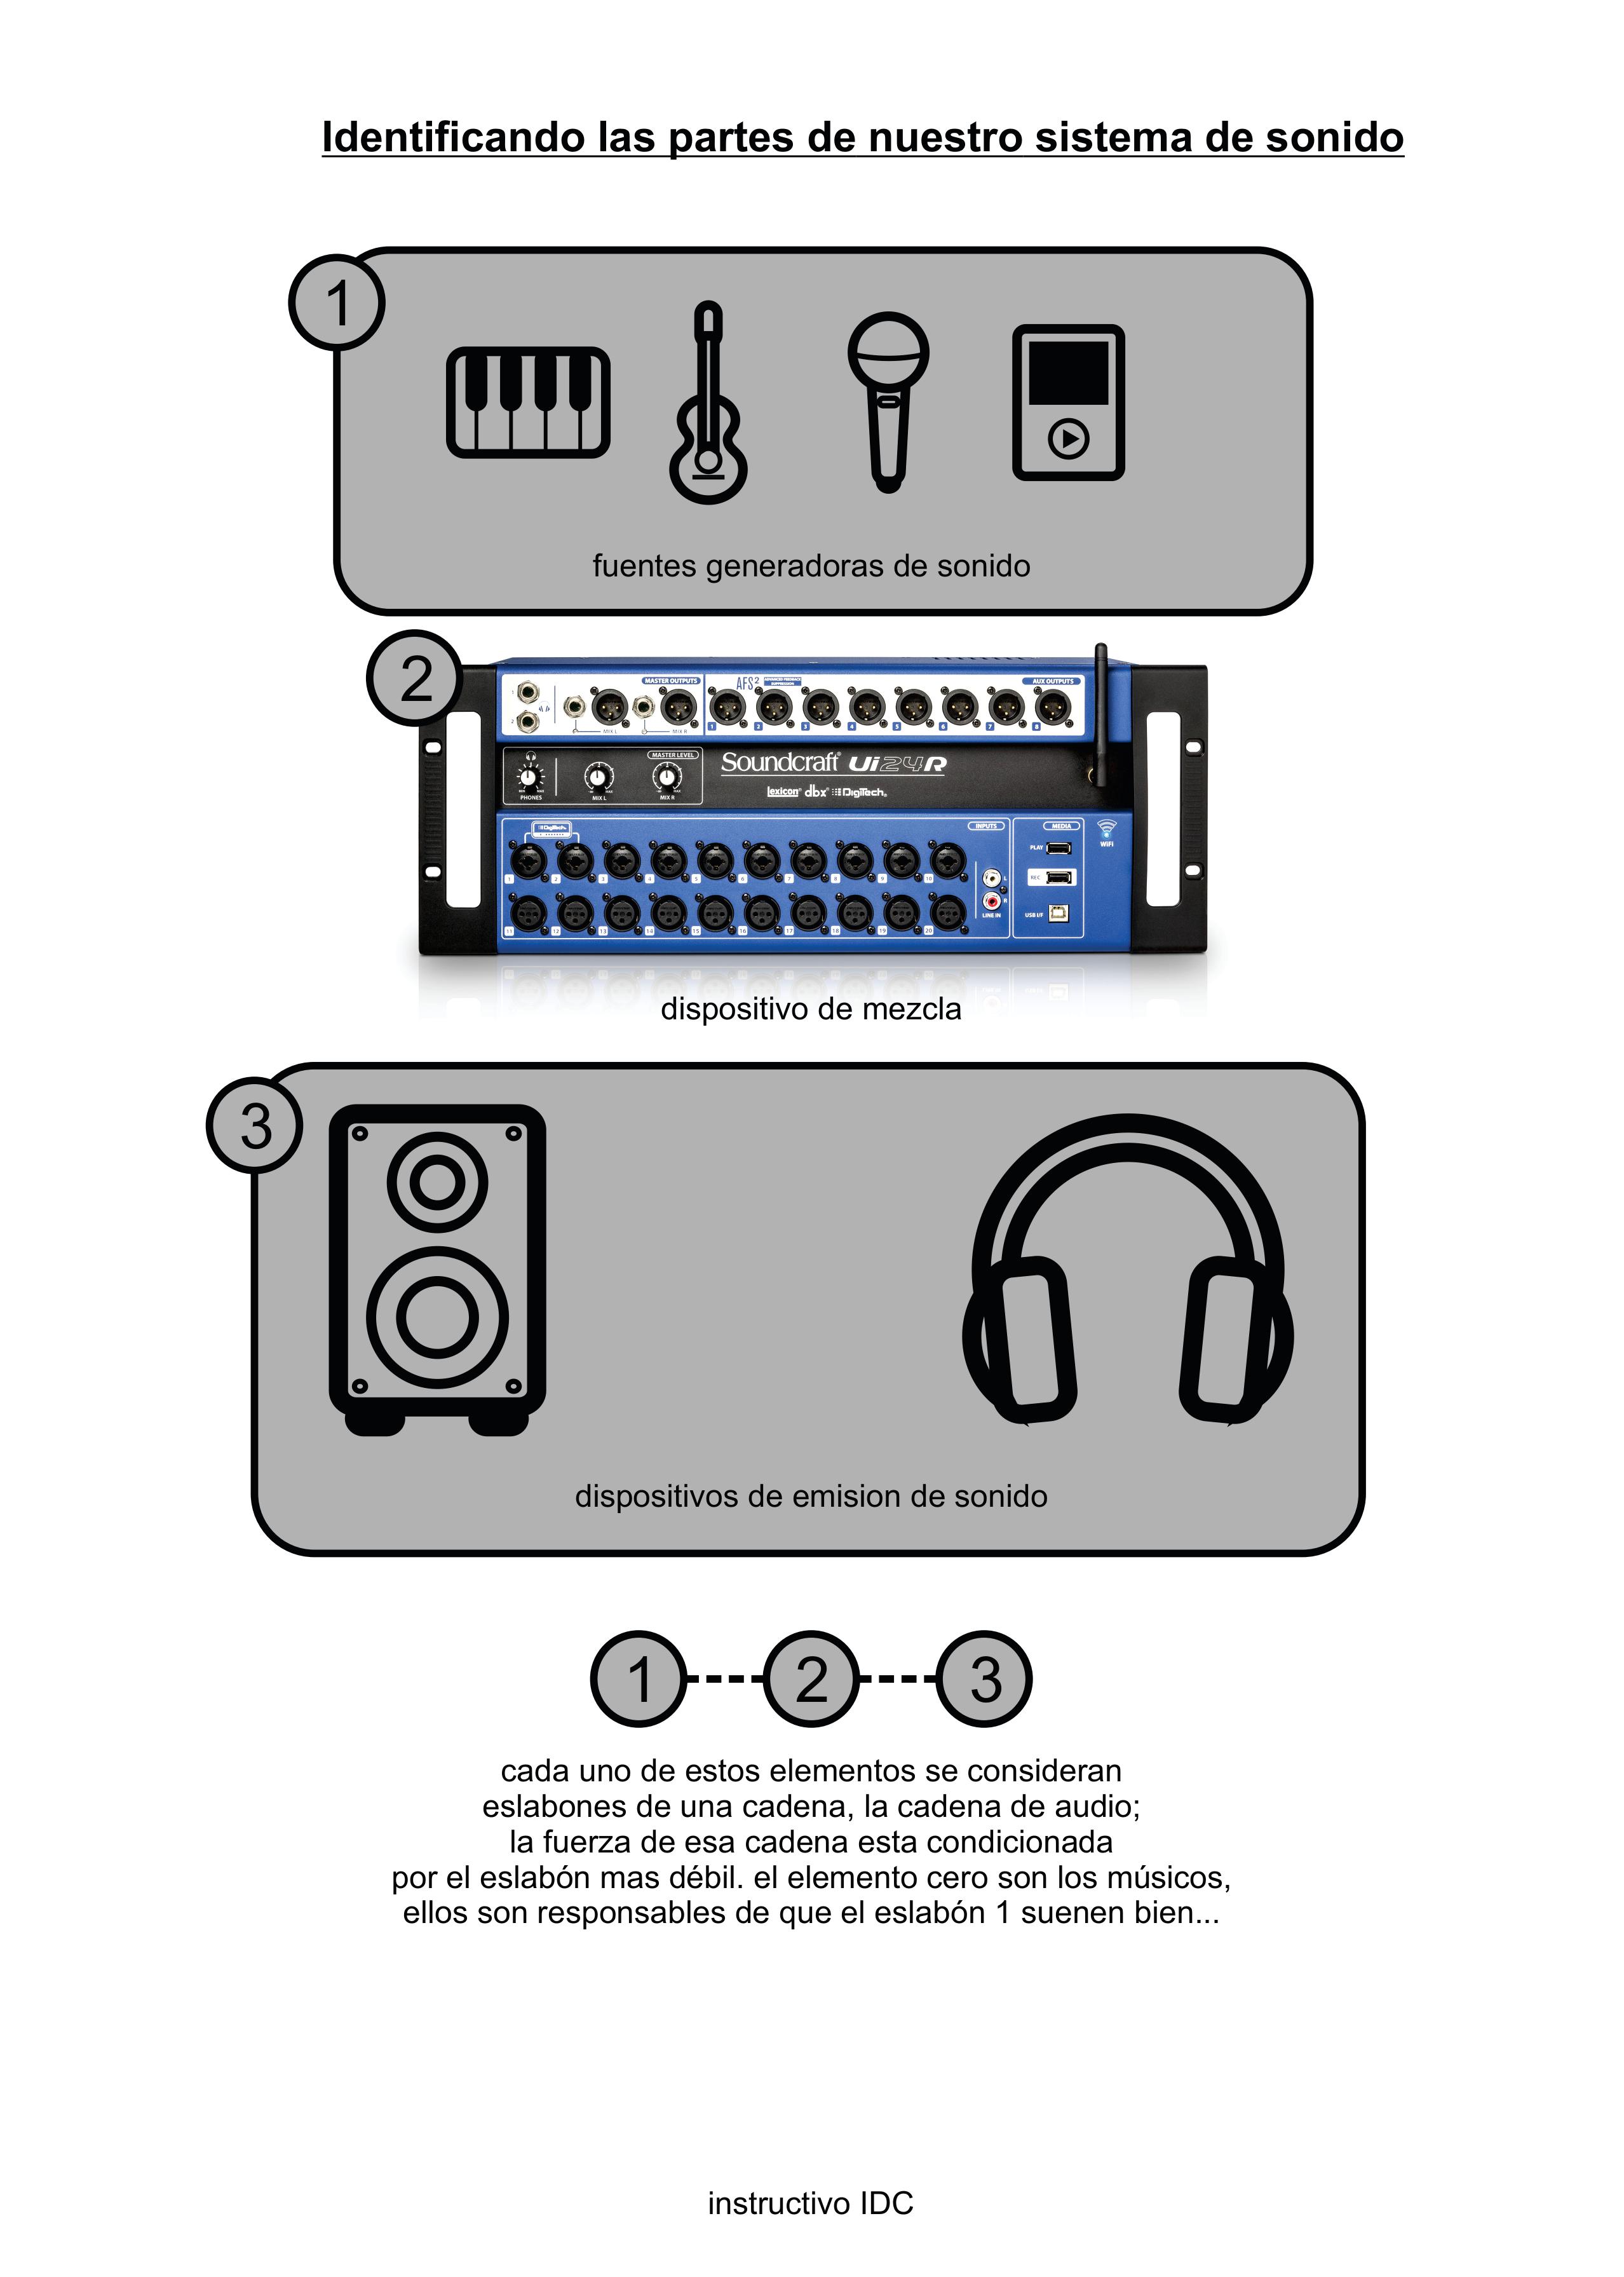 Identificando las partes de nuestro sistema de sonido
1
fuentes generadoras de sonido
2
MASTER OUTPUTS
AFS2
ADVANCED FEEDBACK
SUPPRESSION
AUX OUTPUTS
1
2
MIX L
MIX R
1 2 3 4 5 6 7 8
MASTER LEVEL
PHONES
MIX L
MIX R
Soundcraft Ui24R
lexicon dbx DigiTech
DigiTech
INPUTS
MEDIA
WiFi
PLAY
REC
USB I/F
1 2 3 4 5 6 7 8 9 10
L
R
LINE IN
11 12 13 14 15 16 17 18 19 20
dispositivo de mezcla
3
dispositivos de emision de sonido
1 2 3
cada uno de estos elementos se consideran
eslabones de una cadena, la cadena de audio;
la fuerza de esa cadena esta condicionada
por el eslabón mas débil. el elemento cero son los músicos,
ellos son responsables de que el eslabón 1 suenen bien...
instructivo IDC